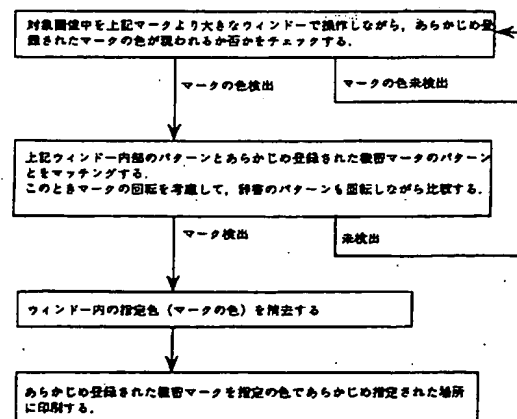 対象画像中を上記マークより大きなウィンドーで操作しながら，あらかじめ登
録されたマークの色が現われるか否かをチェックする．
マークの色検出
マークの色未検出
上記ウィンドー内部のパターンとあらかじめ登録された機密マークのパターン
とをマッチングする．
このときマークの回転を考慮して，辞書のパターンも回転しながら比較する．
マーク検出
未検出
ウィンドー内の指定色（マークの色）を消去する
あらかじめ登録された機密マークを指定の色であらかじめ指定された場所
に印刷する．